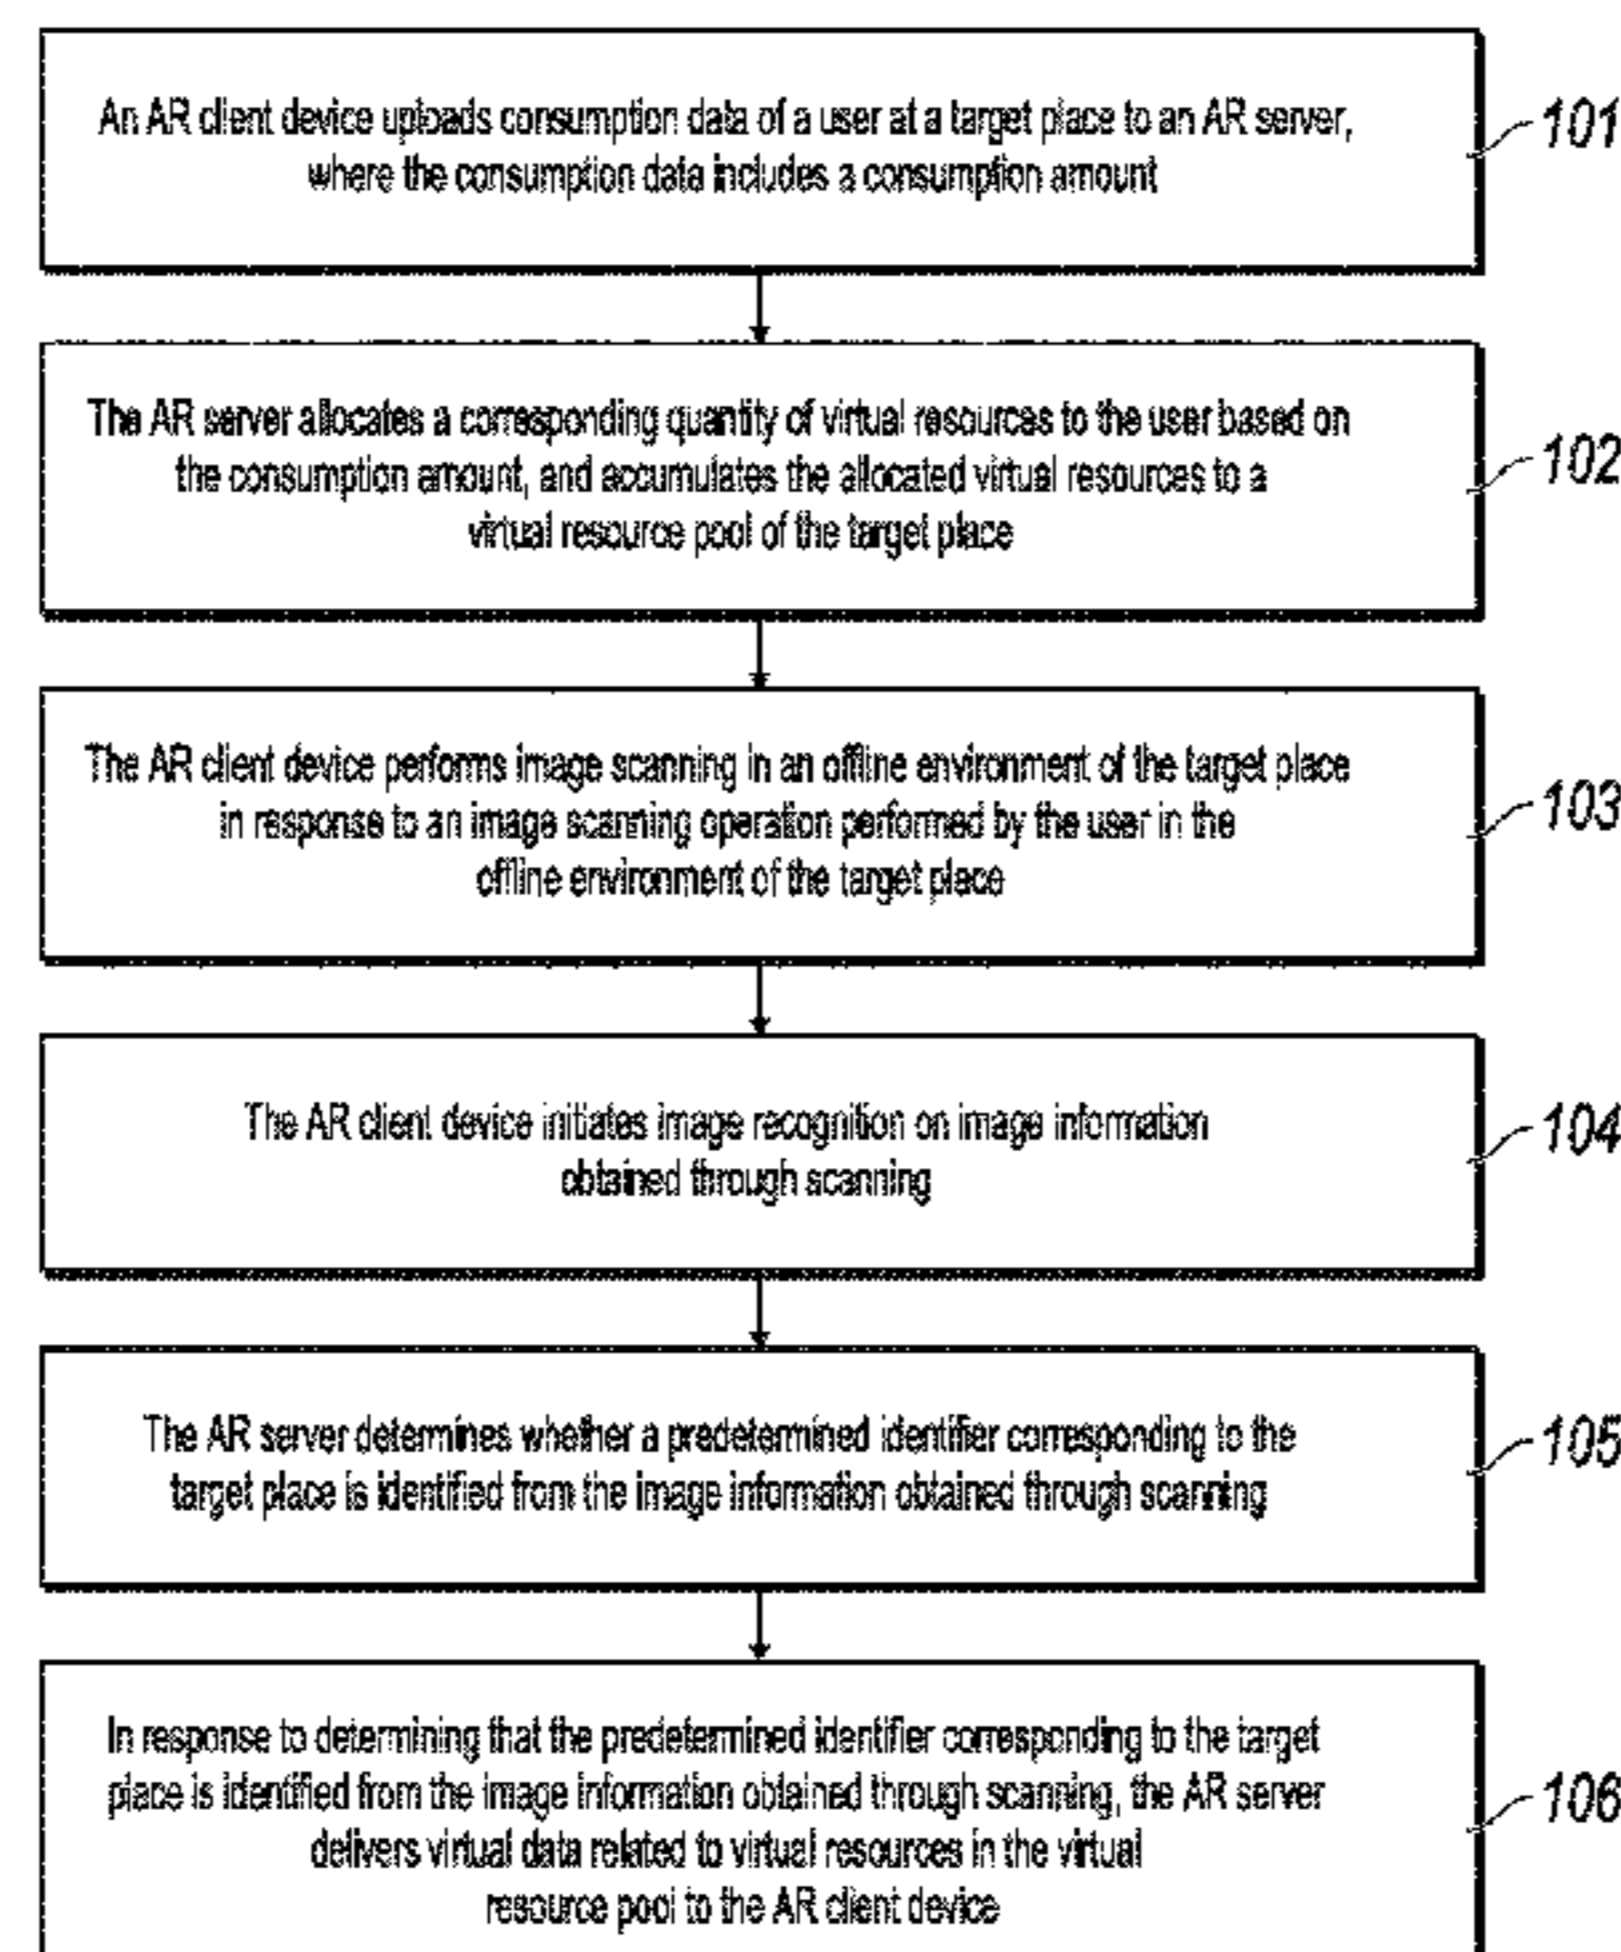 An AR client device uploads consumption data of a user at a target place to an AR server,
where the consumption data includes a consumption amount
101
The AR server allocates a corresponding quantity of virtual resources to the user based on
the consumption amount, and accumulates the allocated virtual resources to a
virtual resource pool of the target place
102
The AR client device performs image scanning in an offline environment of the target place
in response to an image scanning operation performed by the user in the
offline environment of the target place
103
The AR client device initiates image recognition on image information
obtained through scanning
104
The AR server determines whether a predetermined identifier corresponding to the
target place is identified from the image information obtained through scanning
105
In response to determining that the predetermined identifier corresponding to the target
place is identified from the image information obtained through scanning, the AR server
delivers virtual data related to virtual resources in the virtual
resource pool to the AR client device
106